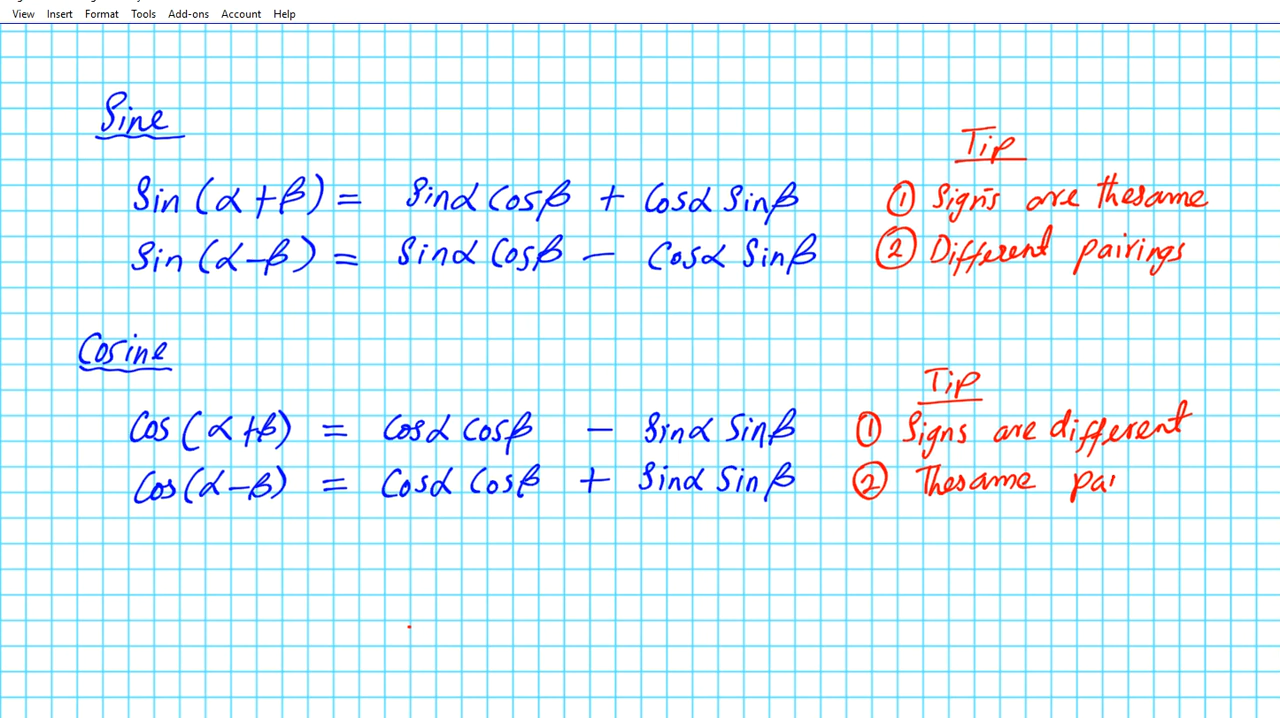 View Insert Format Tools Add-ons Account Help
Sine
Sin (α+β) = Sinα Cosβ + Cosα Sinβ
Sin (α-β) = Sinα Cosβ - Cosα Sinβ
Tip
① Signs are thesame
② Different pairings
Cosine
Cos (α+β) = Cosα Cosβ - Sinα Sinβ
Cos (α-β) = Cosα Cosβ + Sinα Sinβ
Tip
① Signs are different
② Thesame pai